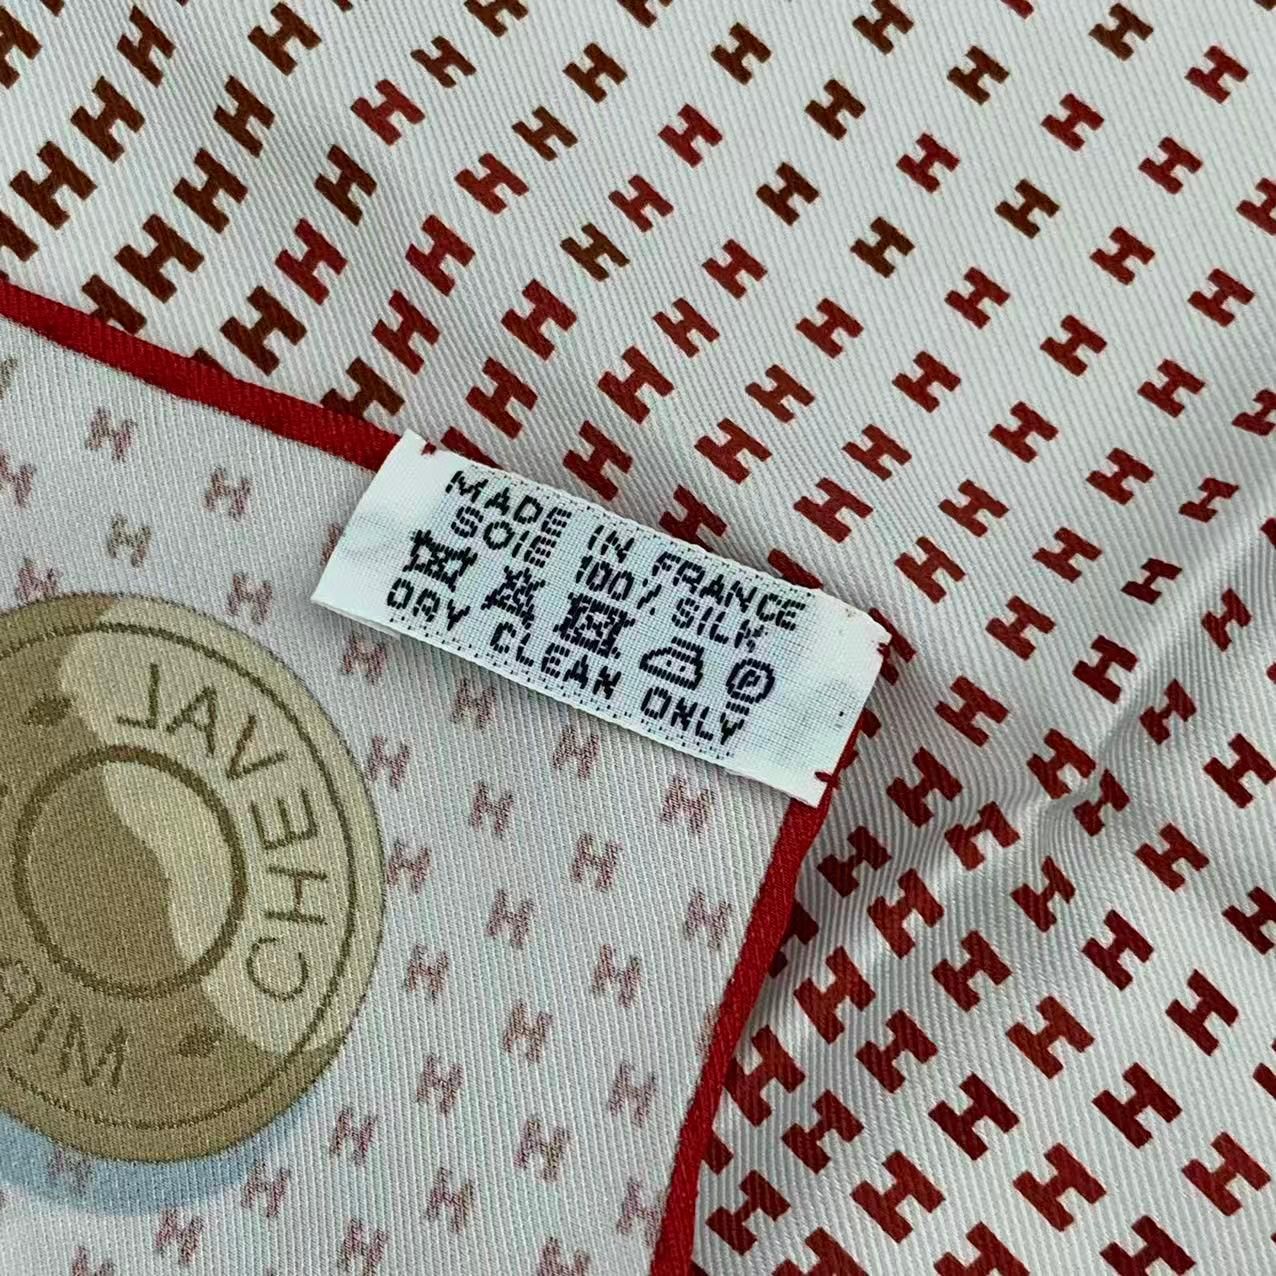 MADE IN FRANCE
SOIE 100% SILK
DRY CLEAN ONLY
CHEVAL